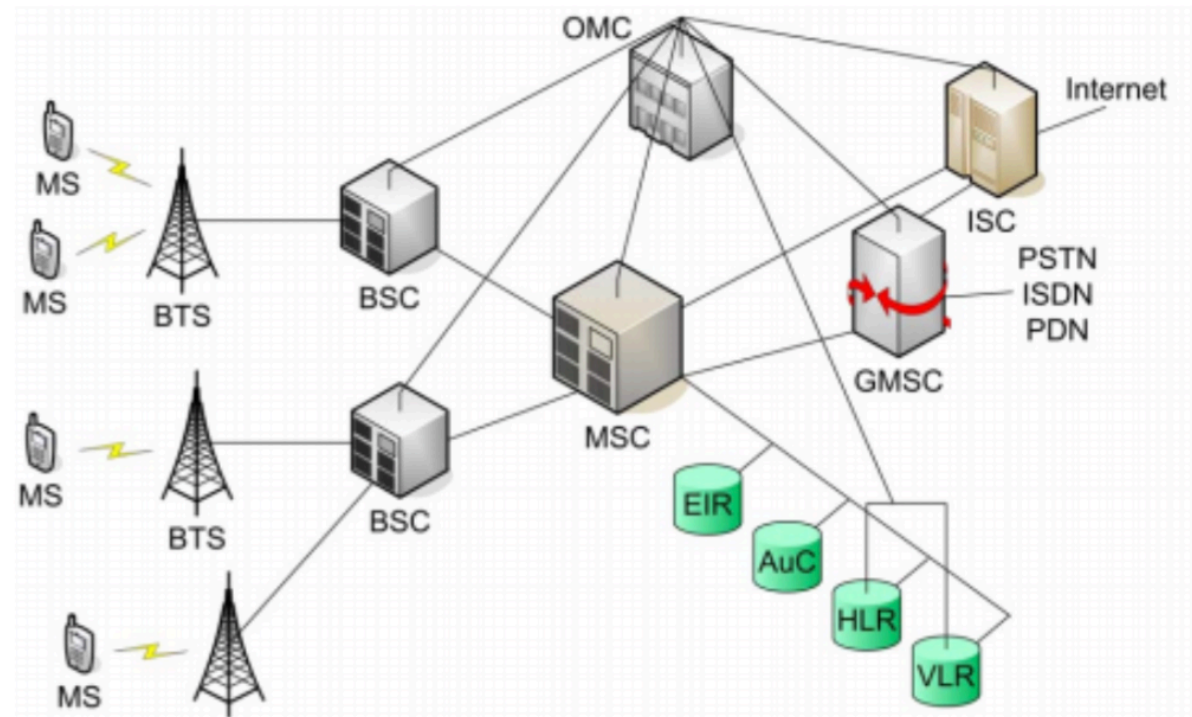 OMC
Internet
MS
ISC
BSC
MS
BTS
PSTN
ISDN
PDN
GMSC
MSC
MS
BSC
BTS
EIR
AuC
HLR
VLR
MS